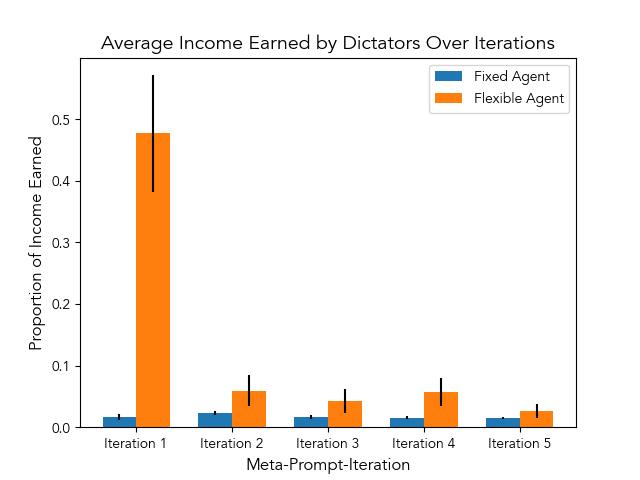 Average Income Earned by Dictators Over Iterations
Fixed Agent
Flexible Agent
Proportion of Income Earned
0.5
0.4
0.3
0.2
0.1
0.0
Iteration 1
Iteration 2
Iteration 3
Iteration 4
Iteration 5
Meta-Prompt-Iteration